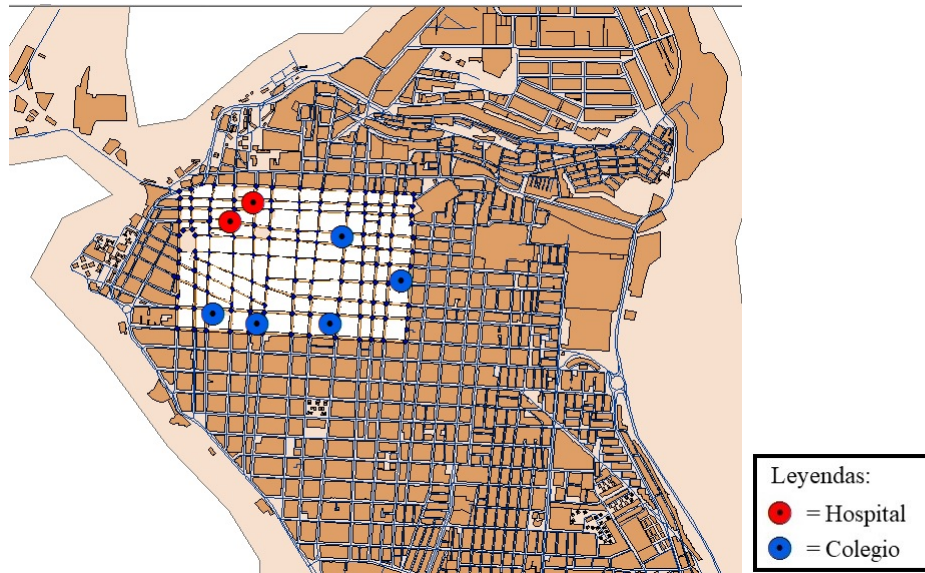 Leyendas:
= Hospital
= Colegio